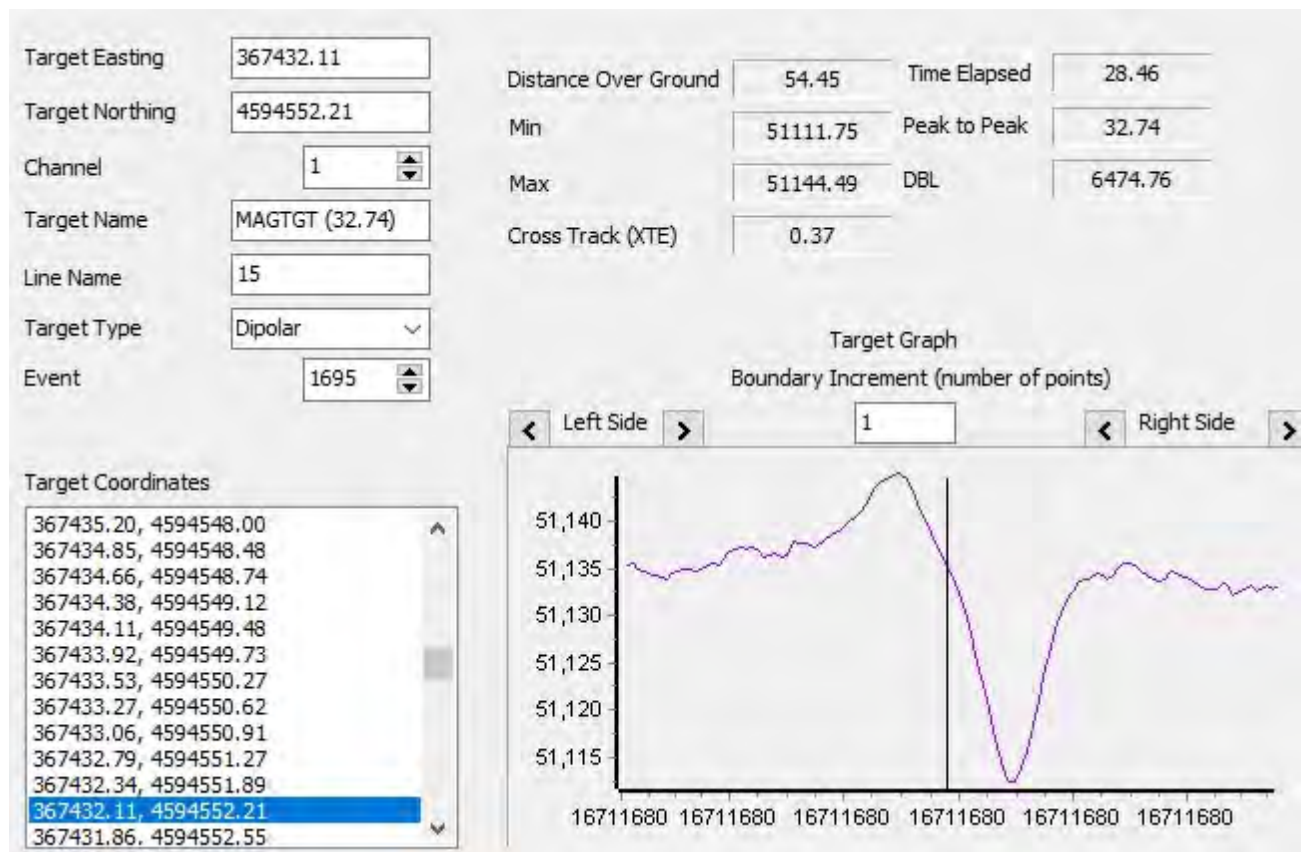 Target Easting 367432.11
Target Northing 4594552.21
Channel 1
Target Name MAGTGT (32.74)
Line Name 15
Target Type Dipolar
Event 1695
Distance Over Ground 54.45 Time Elapsed 28.46
Min 51111.75 Peak to Peak 32.74
Max 51144.49 DBL 6474.76
Cross Track (XTE) 0.37
Target Graph
Boundary Increment (number of points)
< Left Side > 1 < Right Side >
Target Coordinates
367435.20, 4594548.00
367434.85, 4594548.48
367434.66, 4594548.74
367434.38, 4594549.12
367434.11, 4594549.48
367433.92, 4594549.73
367433.53, 4594550.27
367433.27, 4594550.62
367433.06, 4594550.91
367432.79, 4594551.27
367432.34, 4594551.89
367432.11, 4594552.21
367431.86, 4594552.55
51,140
51,135
51,130
51,125
51,120
51,115
16711680 16711680 16711680 16711680 16711680 16711680